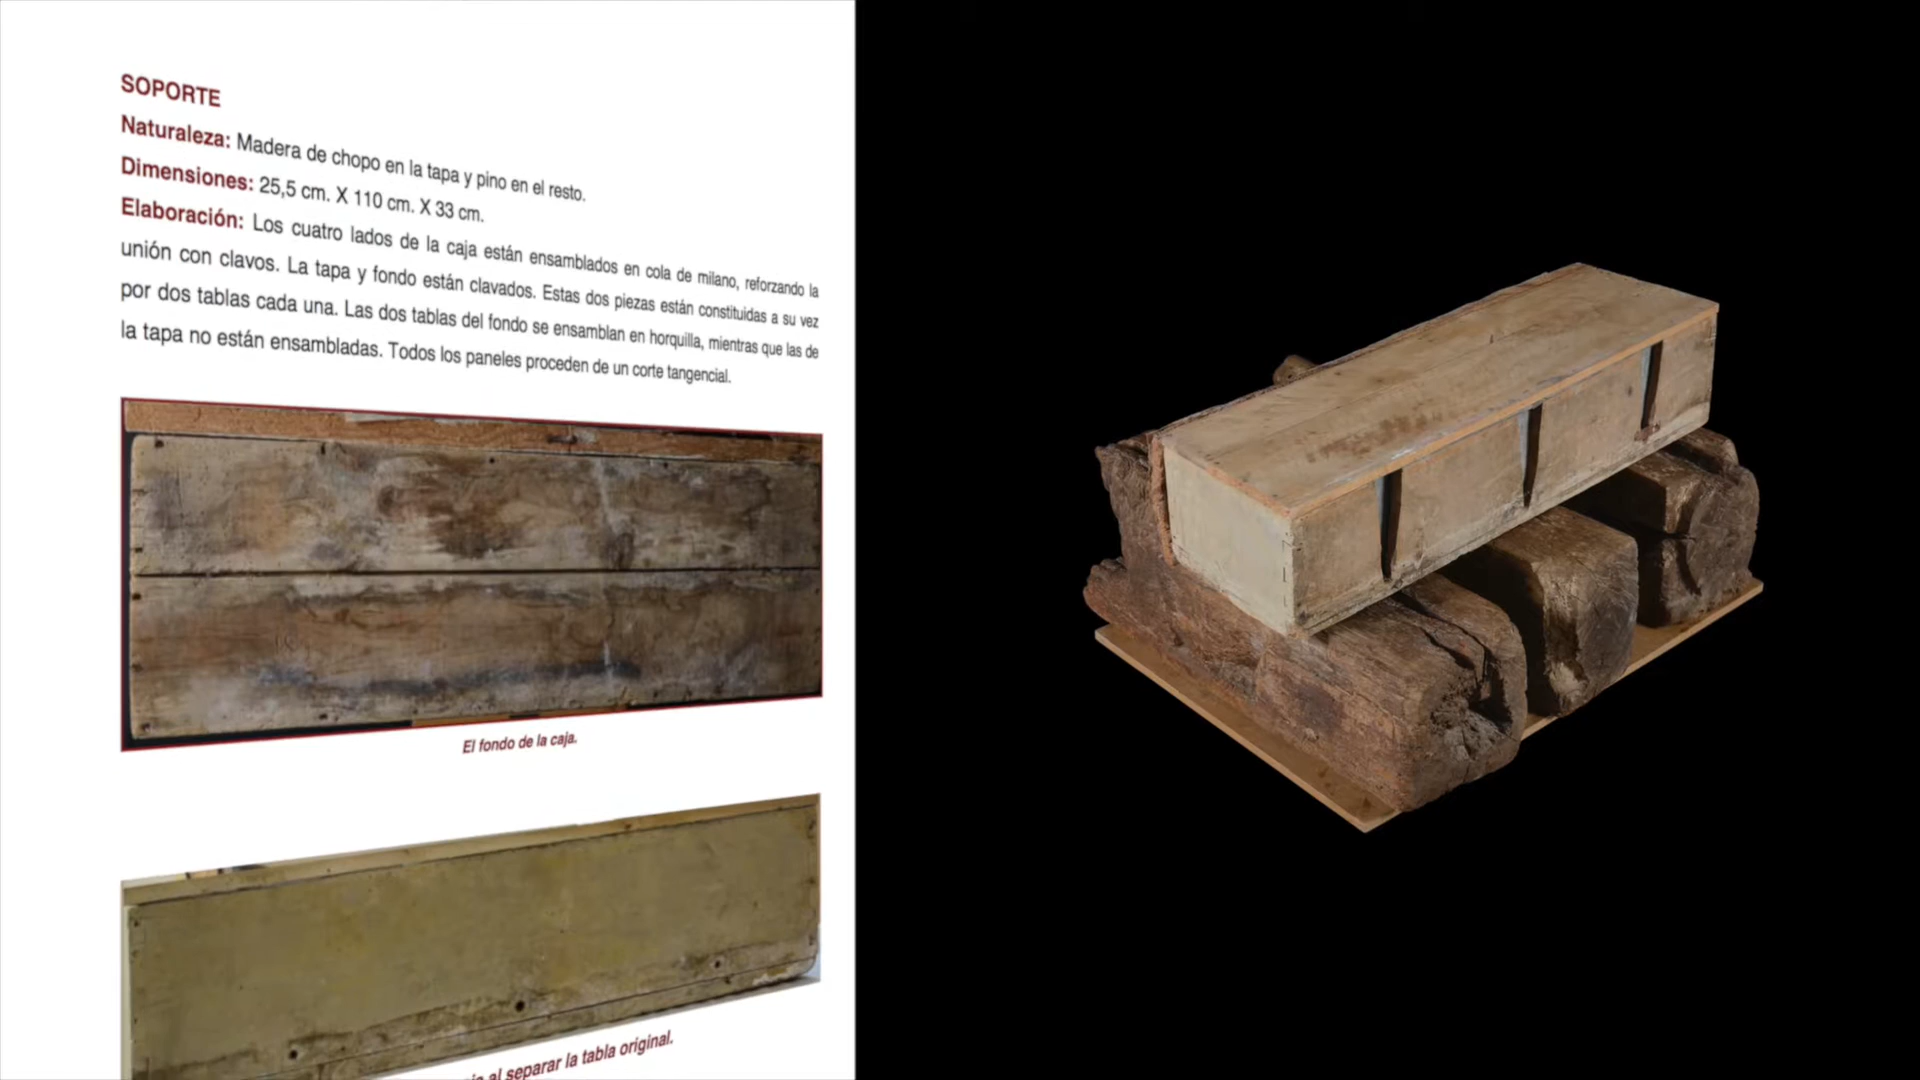 SOPORTE
Naturaleza: Madera de chopo en la tapa y pino en el resto.
Dimensiones: 25,5 cm. X 110 cm. X 33 cm.
Elaboración: Los cuatro lados de la caja están ensamblados en cola de milano, reforzando la
unión con clavos. La tapa y fondo están clavados. Estas dos piezas están constituidas a su vez
por dos tablas cada una. Las dos tablas del fondo se ensamblan en horquilla, mientras que las de
la tapa no están ensambladas. Todos los paneles proceden de un corte tangencial.
El fondo de la caja.
al separar la tabla original.